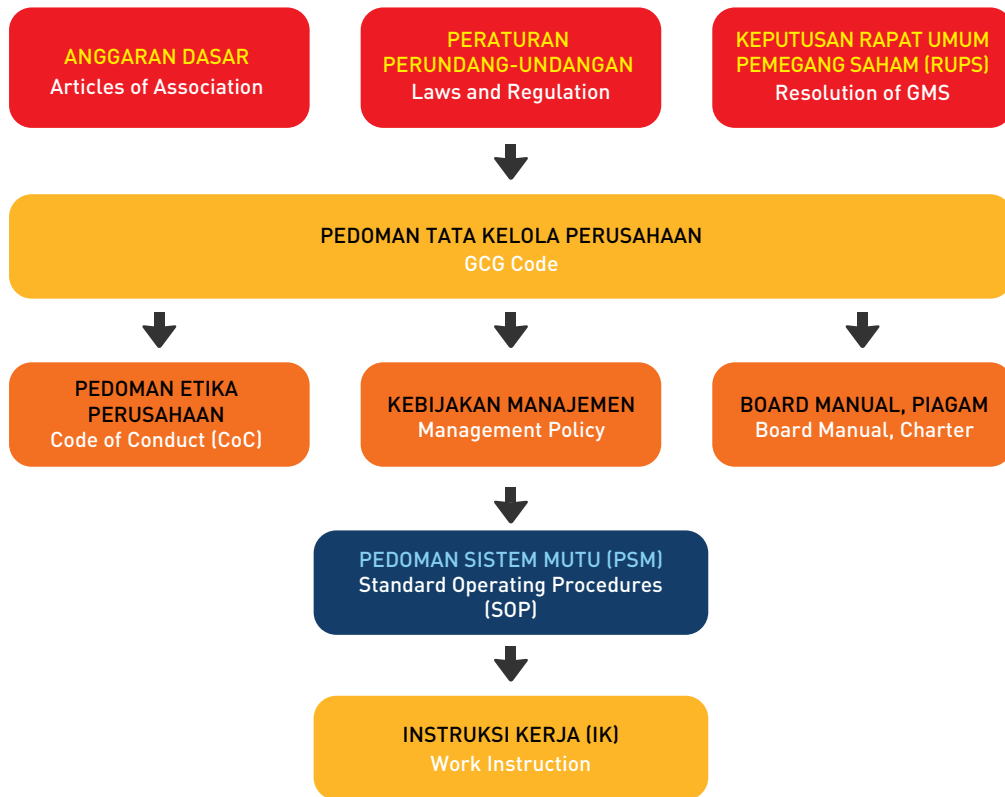 ANGGARAN DASAR
Articles of Association
PERATURAN
PERUNDANG-UNDANGAN
Laws and Regulation
KEPUTUSAN RAPAT UMUM
PEMEGANG SAHAM (RUPS)
Resolution of GMS
PEDOMAN TATA KELOLA PERUSAHAAN
GCG Code
PEDOMAN ETIKA
PERUSAHAAN
Code of Conduct (CoC)
KEBIJAKAN MANAJEMEN
Management Policy
BOARD MANUAL, PIAGAM
Board Manual, Charter
PEDOMAN SISTEM MUTU (PSM)
Standard Operating Procedures
(SOP)
INSTRUKSI KERJA (IK)
Work Instruction